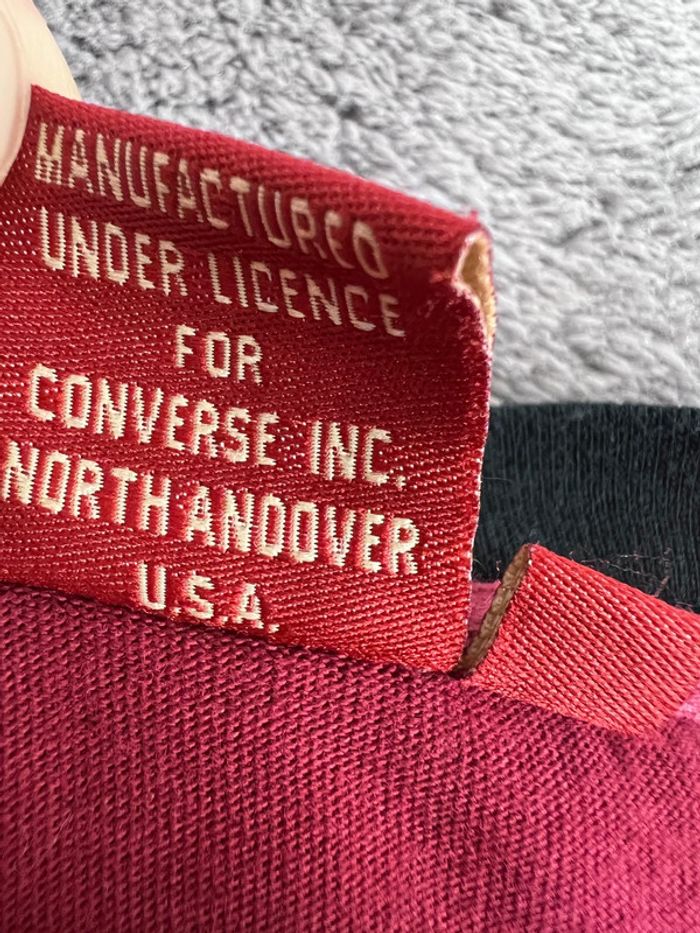 MANUFACTURED
UNDER LICENCE
FOR
CONVERSE INC.
NORTH ANDOVER
U.S.A.